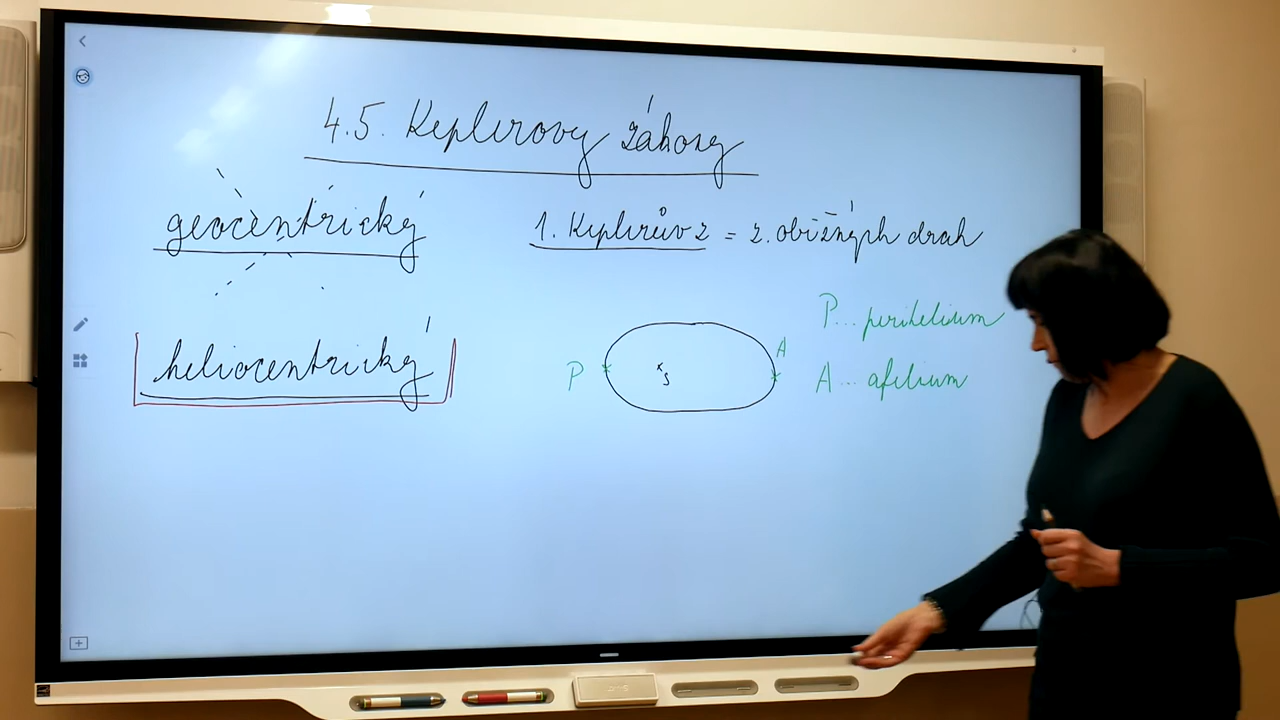 4.5. Keplerovy zákony
geocentrický
1. Keplerův z = z. oběžných drah
heliocentrický
P
S
A
P... perihelium
A... afelium